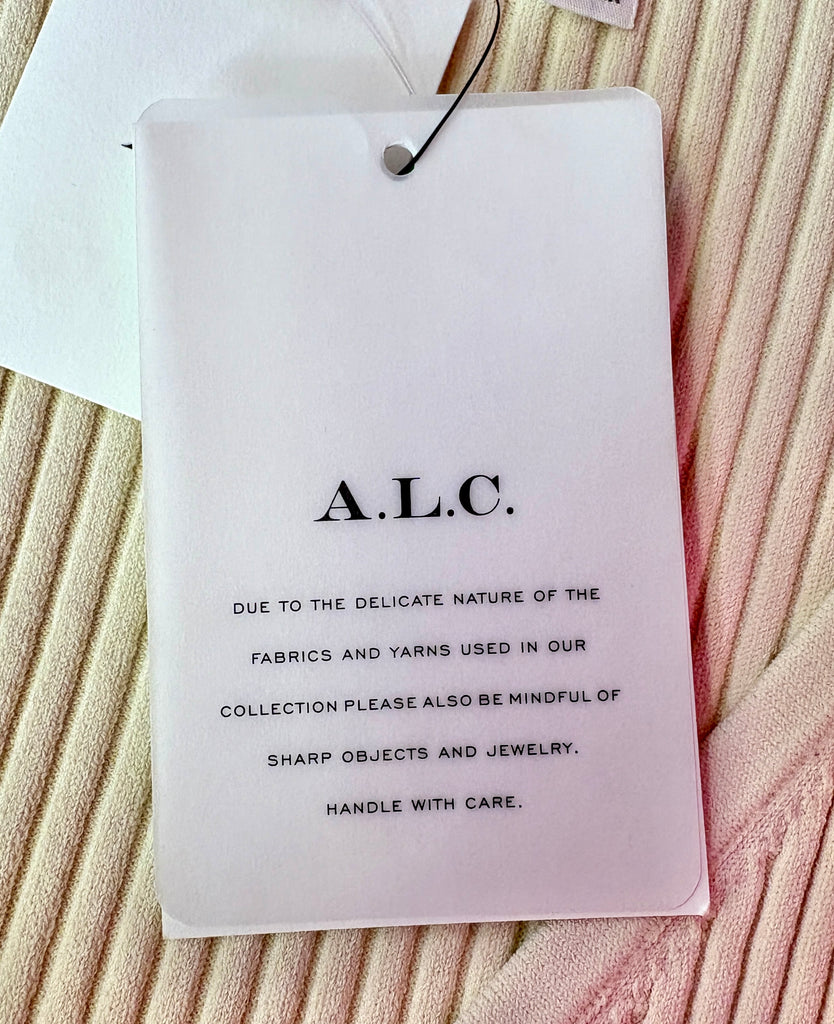 A.L.C.
DUE TO THE DELICATE NATURE OF THE
FABRICS AND YARNS USED IN OUR
COLLECTION PLEASE ALSO BE MINDFUL OF
SHARP OBJECTS AND JEWELRY.
HANDLE WITH CARE.